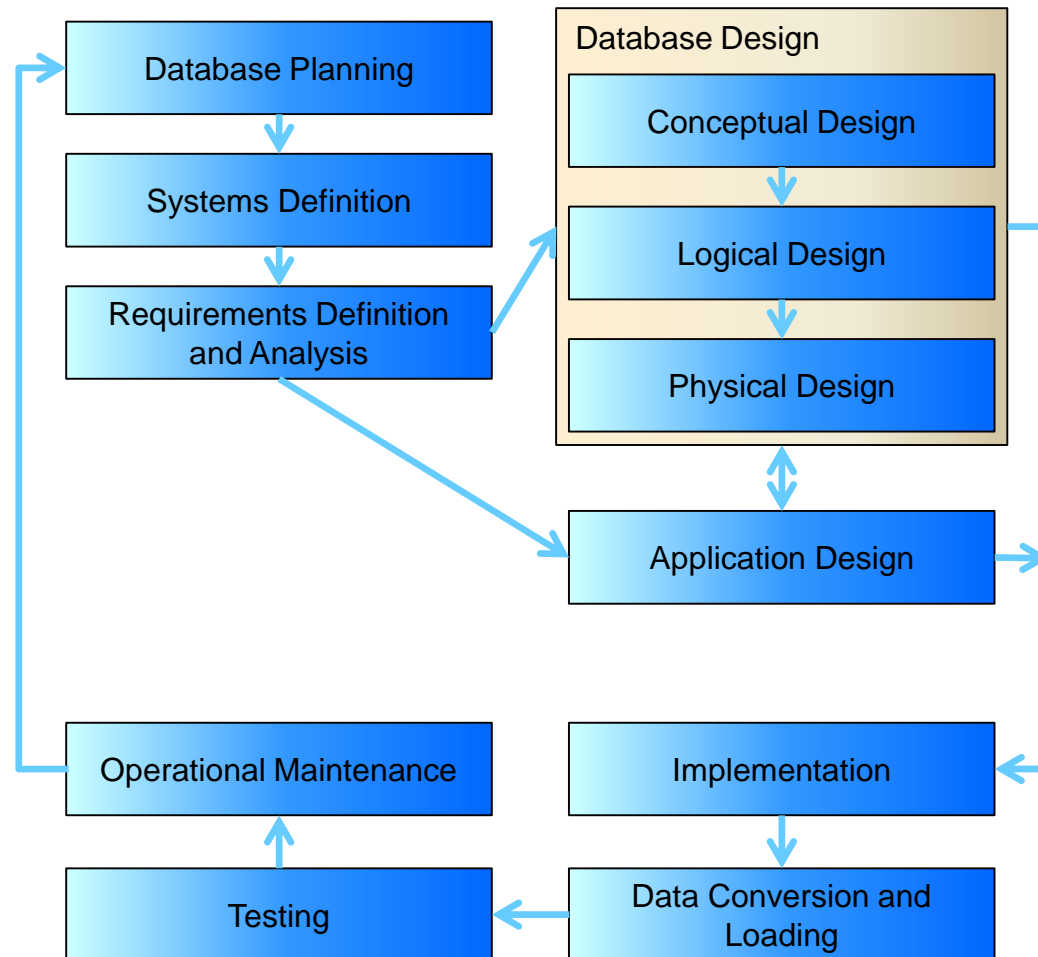 Database Planning
Systems Definition
Requirements Definition
and Analysis
Database Design
Conceptual Design
Logical Design
Physical Design
Application Design
Operational Maintenance
Implementation
Testing
Data Conversion and
Loading